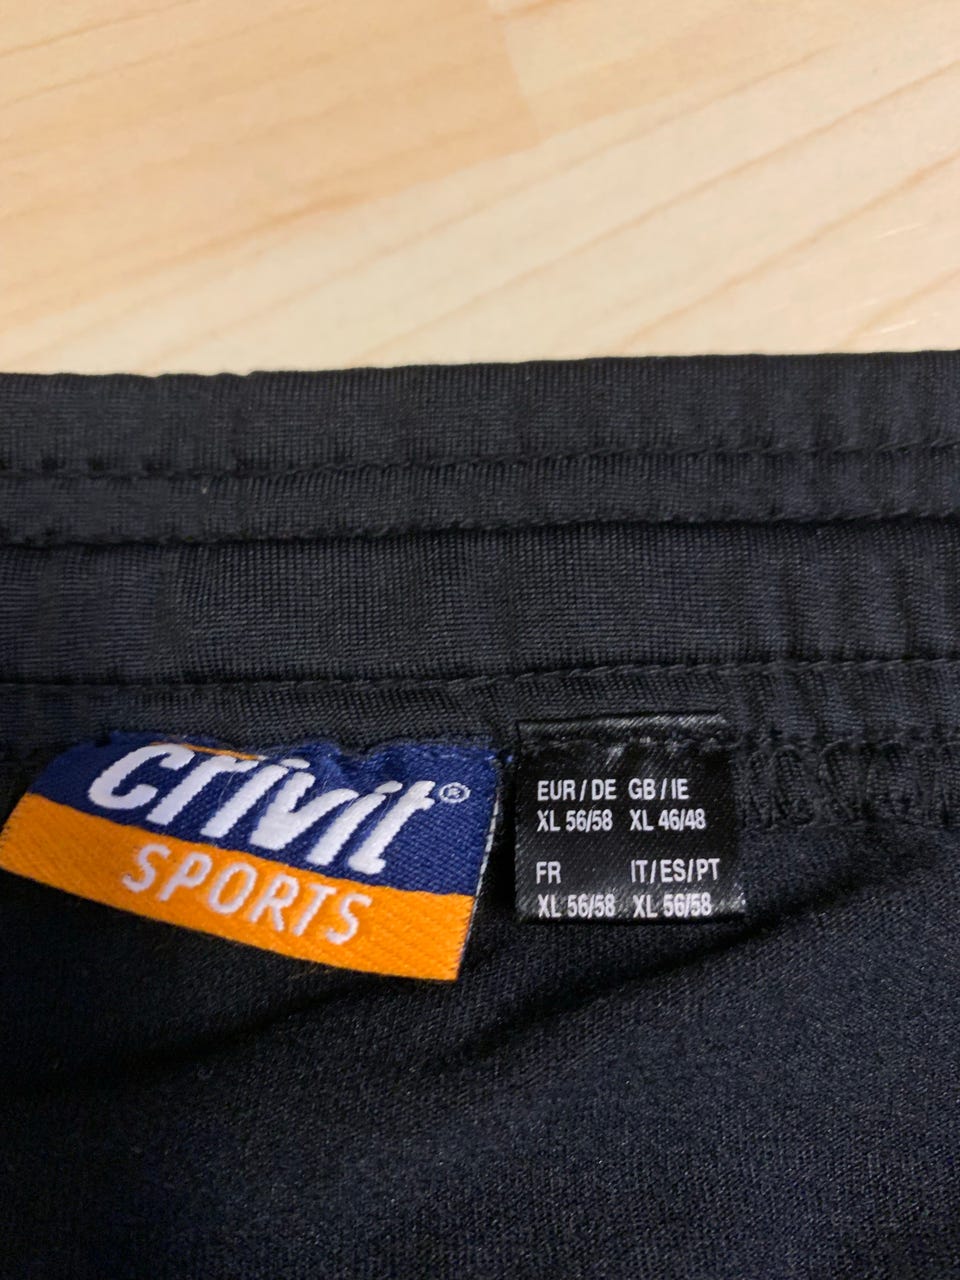 crivit®
SPORTS
EUR/DE GB/IE
XL 56/58 XL 46/48
FR IT/ES/PT
XL 56/58 XL 56/58